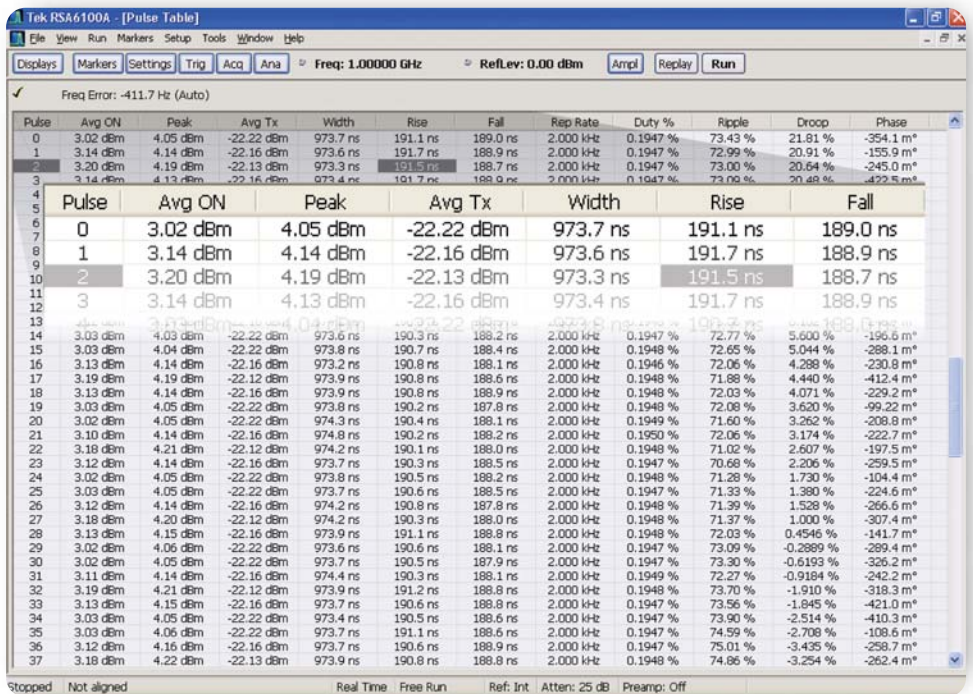 Tek RSA6100A - [Pulse Table]
File View Run Markers Setup Tools Window Help
Displays Markers Settings Trig Acq Ana Freq: 1.00000 GHz RefLev: 0.00 dBm Ampl Replay Run
Freq Error: -411.7 Hz (Auto)
Pulse Avg ON Peak Avg Tx Width Rise Fall Rep Rate Duty % Ripple Droop Phase
0 3.02 dBm 4.05 dBm -22.22 dBm 973.7 ns 191.1 ns 189.0 ns 2.000 kHz 0.1947 % 73.43 % 21.81 % -354.1 m°
1 3.14 dBm 4.14 dBm -22.16 dBm 973.6 ns 191.7 ns 188.9 ns 2.000 kHz 0.1947 % 72.99 % 20.91 % -155.9 m°
2 3.20 dBm 4.19 dBm -22.13 dBm 973.3 ns 191.5 ns 188.7 ns 2.000 kHz 0.1947 % 73.00 % 20.64 % -245.0 m°
3 3.14 dBm 4.13 dBm -22.16 dBm 973.4 ns 191.7 ns 188.9 ns 2.000 kHz 0.1947 % 73.09 % 20.48 % -422.5 m°
4
5
6
7
8
9
10
11
12
13
Pulse Avg ON Peak Avg Tx Width Rise Fall
0 3.02 dBm 4.05 dBm -22.22 dBm 973.7 ns 191.1 ns 189.0 ns
1 3.14 dBm 4.14 dBm -22.16 dBm 973.6 ns 191.7 ns 188.9 ns
2 3.20 dBm 4.19 dBm -22.13 dBm 973.3 ns 191.5 ns 188.7 ns
3 3.14 dBm 4.13 dBm -22.16 dBm 973.4 ns 191.7 ns 188.9 ns
14 3.03 dBm 4.03 dBm -22.22 dBm 973.6 ns 190.3 ns 188.2 ns 2.000 kHz 0.1947 % 72.77 % 5.600 % -196.6 m°
15 3.03 dBm 4.04 dBm -22.22 dBm 973.8 ns 190.7 ns 188.4 ns 2.000 kHz 0.1948 % 72.65 % 5.044 % -288.1 m°
16 3.13 dBm 4.14 dBm -22.16 dBm 973.2 ns 190.8 ns 188.1 ns 2.000 kHz 0.1946 % 72.06 % 4.288 % -230.8 m°
17 3.19 dBm 4.19 dBm -22.12 dBm 973.9 ns 190.8 ns 188.6 ns 2.000 kHz 0.1948 % 71.88 % 4.440 % -412.4 m°
18 3.13 dBm 4.14 dBm -22.16 dBm 973.9 ns 190.8 ns 188.9 ns 2.000 kHz 0.1948 % 72.03 % 4.071 % -229.2 m°
19 3.03 dBm 4.05 dBm -22.22 dBm 973.8 ns 190.2 ns 187.8 ns 2.000 kHz 0.1948 % 72.08 % 3.620 % -99.22 m°
20 3.02 dBm 4.05 dBm -22.22 dBm 974.3 ns 190.4 ns 188.1 ns 2.000 kHz 0.1949 % 71.60 % 3.262 % -208.8 m°
21 3.10 dBm 4.14 dBm -22.16 dBm 974.8 ns 190.2 ns 188.2 ns 2.000 kHz 0.1950 % 72.06 % 3.174 % -222.7 m°
22 3.18 dBm 4.21 dBm -22.12 dBm 974.2 ns 190.1 ns 188.0 ns 2.000 kHz 0.1948 % 71.02 % 2.607 % -197.5 m°
23 3.12 dBm 4.14 dBm -22.16 dBm 973.7 ns 190.3 ns 188.5 ns 2.000 kHz 0.1947 % 70.68 % 2.206 % -259.5 m°
24 3.02 dBm 4.05 dBm -22.22 dBm 973.8 ns 190.5 ns 188.2 ns 2.000 kHz 0.1948 % 71.28 % 1.730 % -104.4 m°
25 3.03 dBm 4.05 dBm -22.22 dBm 973.7 ns 190.6 ns 188.5 ns 2.000 kHz 0.1947 % 71.33 % 1.380 % -224.6 m°
26 3.12 dBm 4.14 dBm -22.16 dBm 974.2 ns 190.8 ns 187.8 ns 2.000 kHz 0.1948 % 71.39 % 1.528 % -266.6 m°
27 3.18 dBm 4.20 dBm -22.12 dBm 974.2 ns 190.3 ns 188.0 ns 2.000 kHz 0.1948 % 71.37 % 1.000 % -307.4 m°
28 3.13 dBm 4.15 dBm -22.16 dBm 973.9 ns 191.1 ns 188.8 ns 2.000 kHz 0.1948 % 72.03 % 0.4546 % -141.7 m°
29 3.02 dBm 4.06 dBm -22.22 dBm 973.6 ns 190.6 ns 188.1 ns 2.000 kHz 0.1947 % 73.09 % -0.2889 % -289.4 m°
30 3.02 dBm 4.05 dBm -22.22 dBm 973.7 ns 190.5 ns 187.9 ns 2.000 kHz 0.1947 % 73.30 % -0.6193 % -326.2 m°
31 3.11 dBm 4.14 dBm -22.16 dBm 974.4 ns 190.3 ns 188.1 ns 2.000 kHz 0.1949 % 72.27 % -0.9184 % -242.2 m°
32 3.19 dBm 4.21 dBm -22.12 dBm 973.9 ns 191.2 ns 188.8 ns 2.000 kHz 0.1948 % 73.70 % -1.910 % -318.3 m°
33 3.13 dBm 4.15 dBm -22.16 dBm 973.7 ns 190.6 ns 188.8 ns 2.000 kHz 0.1947 % 73.56 % -1.845 % -421.0 m°
34 3.03 dBm 4.05 dBm -22.22 dBm 973.4 ns 190.5 ns 188.6 ns 2.000 kHz 0.1947 % 73.90 % -2.514 % -410.3 m°
35 3.03 dBm 4.06 dBm -22.22 dBm 973.7 ns 191.1 ns 188.6 ns 2.000 kHz 0.1947 % 74.59 % -2.708 % -108.6 m°
36 3.12 dBm 4.16 dBm -22.16 dBm 973.7 ns 190.6 ns 188.6 ns 2.000 kHz 0.1947 % 75.01 % -3.435 % -258.7 m°
37 3.18 dBm 4.22 dBm -22.13 dBm 973.9 ns 190.8 ns 188.8 ns 2.000 kHz 0.1948 % 74.86 % -3.254 % -262.4 m°
Stopped Not aligned Real Time Free Run Ref: Int Atten: 25 dB Preamp: Off